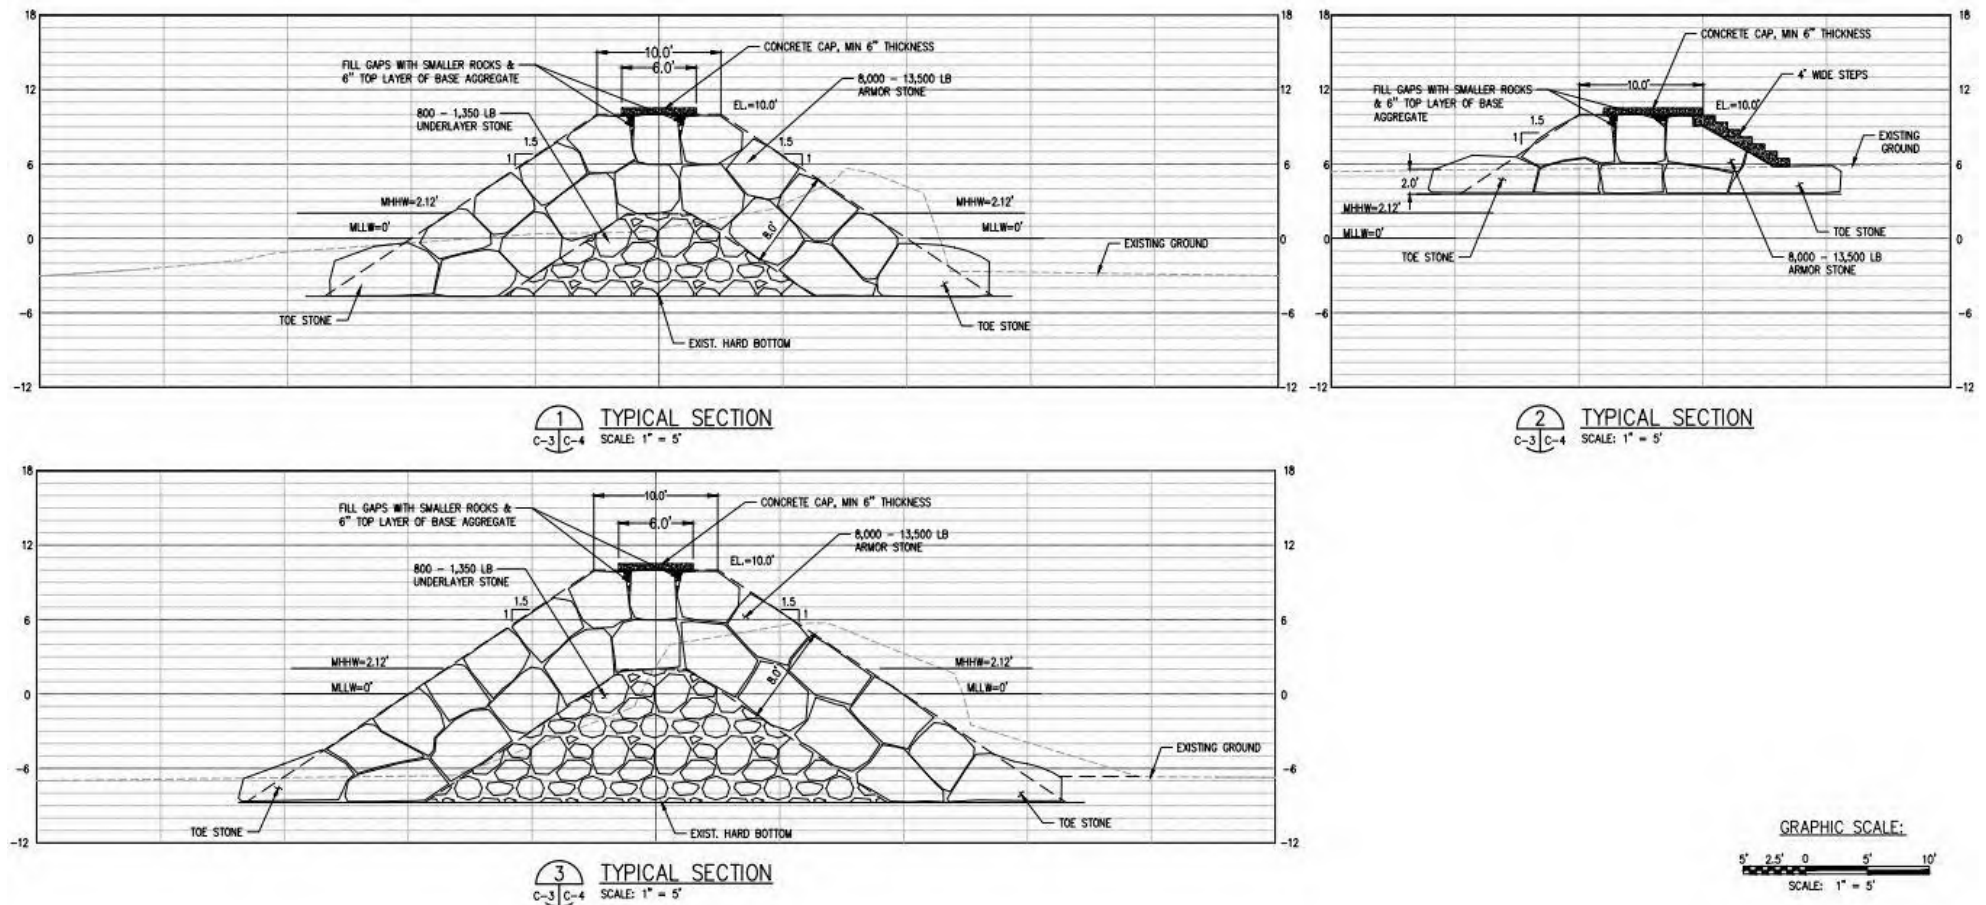 18
18
12
12
6
6
0
0
-6
-6
-12
-12
10.0'
6.0'
CONCRETE CAP, MIN 6" THICKNESS
FILL GAPS WITH SMALLER ROCKS &
6" TOP LAYER OF BASE AGGREGATE
8,000 - 13,500 LB
ARMOR STONE
800 - 1,350 LB
UNDERLAYER STONE
EL.=10.0'
1.5
1
1.5
1
MHHW=2.12'
MLLW=0'
MHHW=2.12'
MLLW=0'
8.0'
EXISTING GROUND
TOE STONE
TOE STONE
EXIST. HARD BOTTOM
1
C-3 C-4
TYPICAL SECTION
SCALE: 1" = 5'
18
18
12
12
6
6
0
0
-6
-6
-12
-12
CONCRETE CAP, MIN 6" THICKNESS
4' WIDE STEPS
10.0'
FILL GAPS WITH SMALLER ROCKS
& 6" TOP LAYER OF BASE
AGGREGATE
EL.=10.0'
1.5
1
EXISTING
GROUND
2.0'
MHHW=2.12'
MLLW=0'
TOE STONE
TOE STONE
8,000 - 13,500 LB
ARMOR STONE
2
C-3 C-4
TYPICAL SECTION
SCALE: 1" = 5'
18
18
12
12
6
6
0
0
-6
-6
-12
-12
10.0'
6.0'
CONCRETE CAP, MIN 6" THICKNESS
FILL GAPS WITH SMALLER ROCKS &
6" TOP LAYER OF BASE AGGREGATE
8,000 - 13,500 LB
ARMOR STONE
800 - 1,350 LB
UNDERLAYER STONE
EL.=10.0'
1.5
1
1.5
1
MHHW=2.12'
MLLW=0'
MHHW=2.12'
MLLW=0'
8.0'
EXISTING GROUND
TOE STONE
TOE STONE
EXIST. HARD BOTTOM
3
C-3 C-4
TYPICAL SECTION
SCALE: 1" = 5'
GRAPHIC SCALE:
5' 2.5' 0 5' 10'
SCALE: 1" = 5'